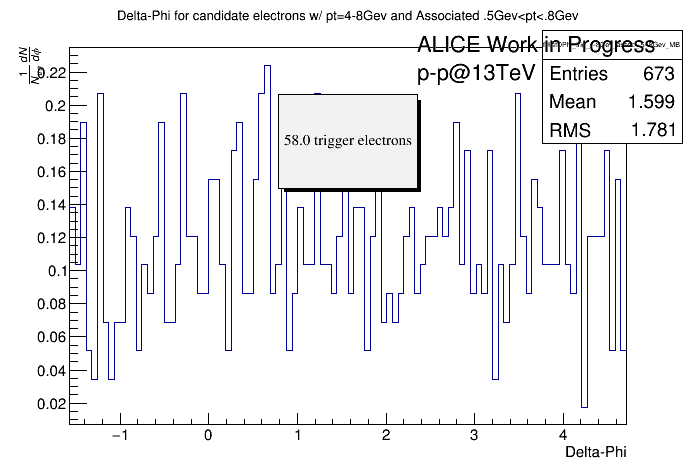 Delta-Phi for candidate electrons w/ pt=4-8Gev and Associated .5Gev<pt<.8Gev
ALICE Work in Progress
p-p@13TeV
Entries 673
Mean 1.599
RMS 1.781
58.0 trigger electrons
0.22
0.2
0.18
0.16
0.14
0.12
0.1
0.08
0.06
0.04
0.02
−1 0 1 2 3 4
Delta-Phi